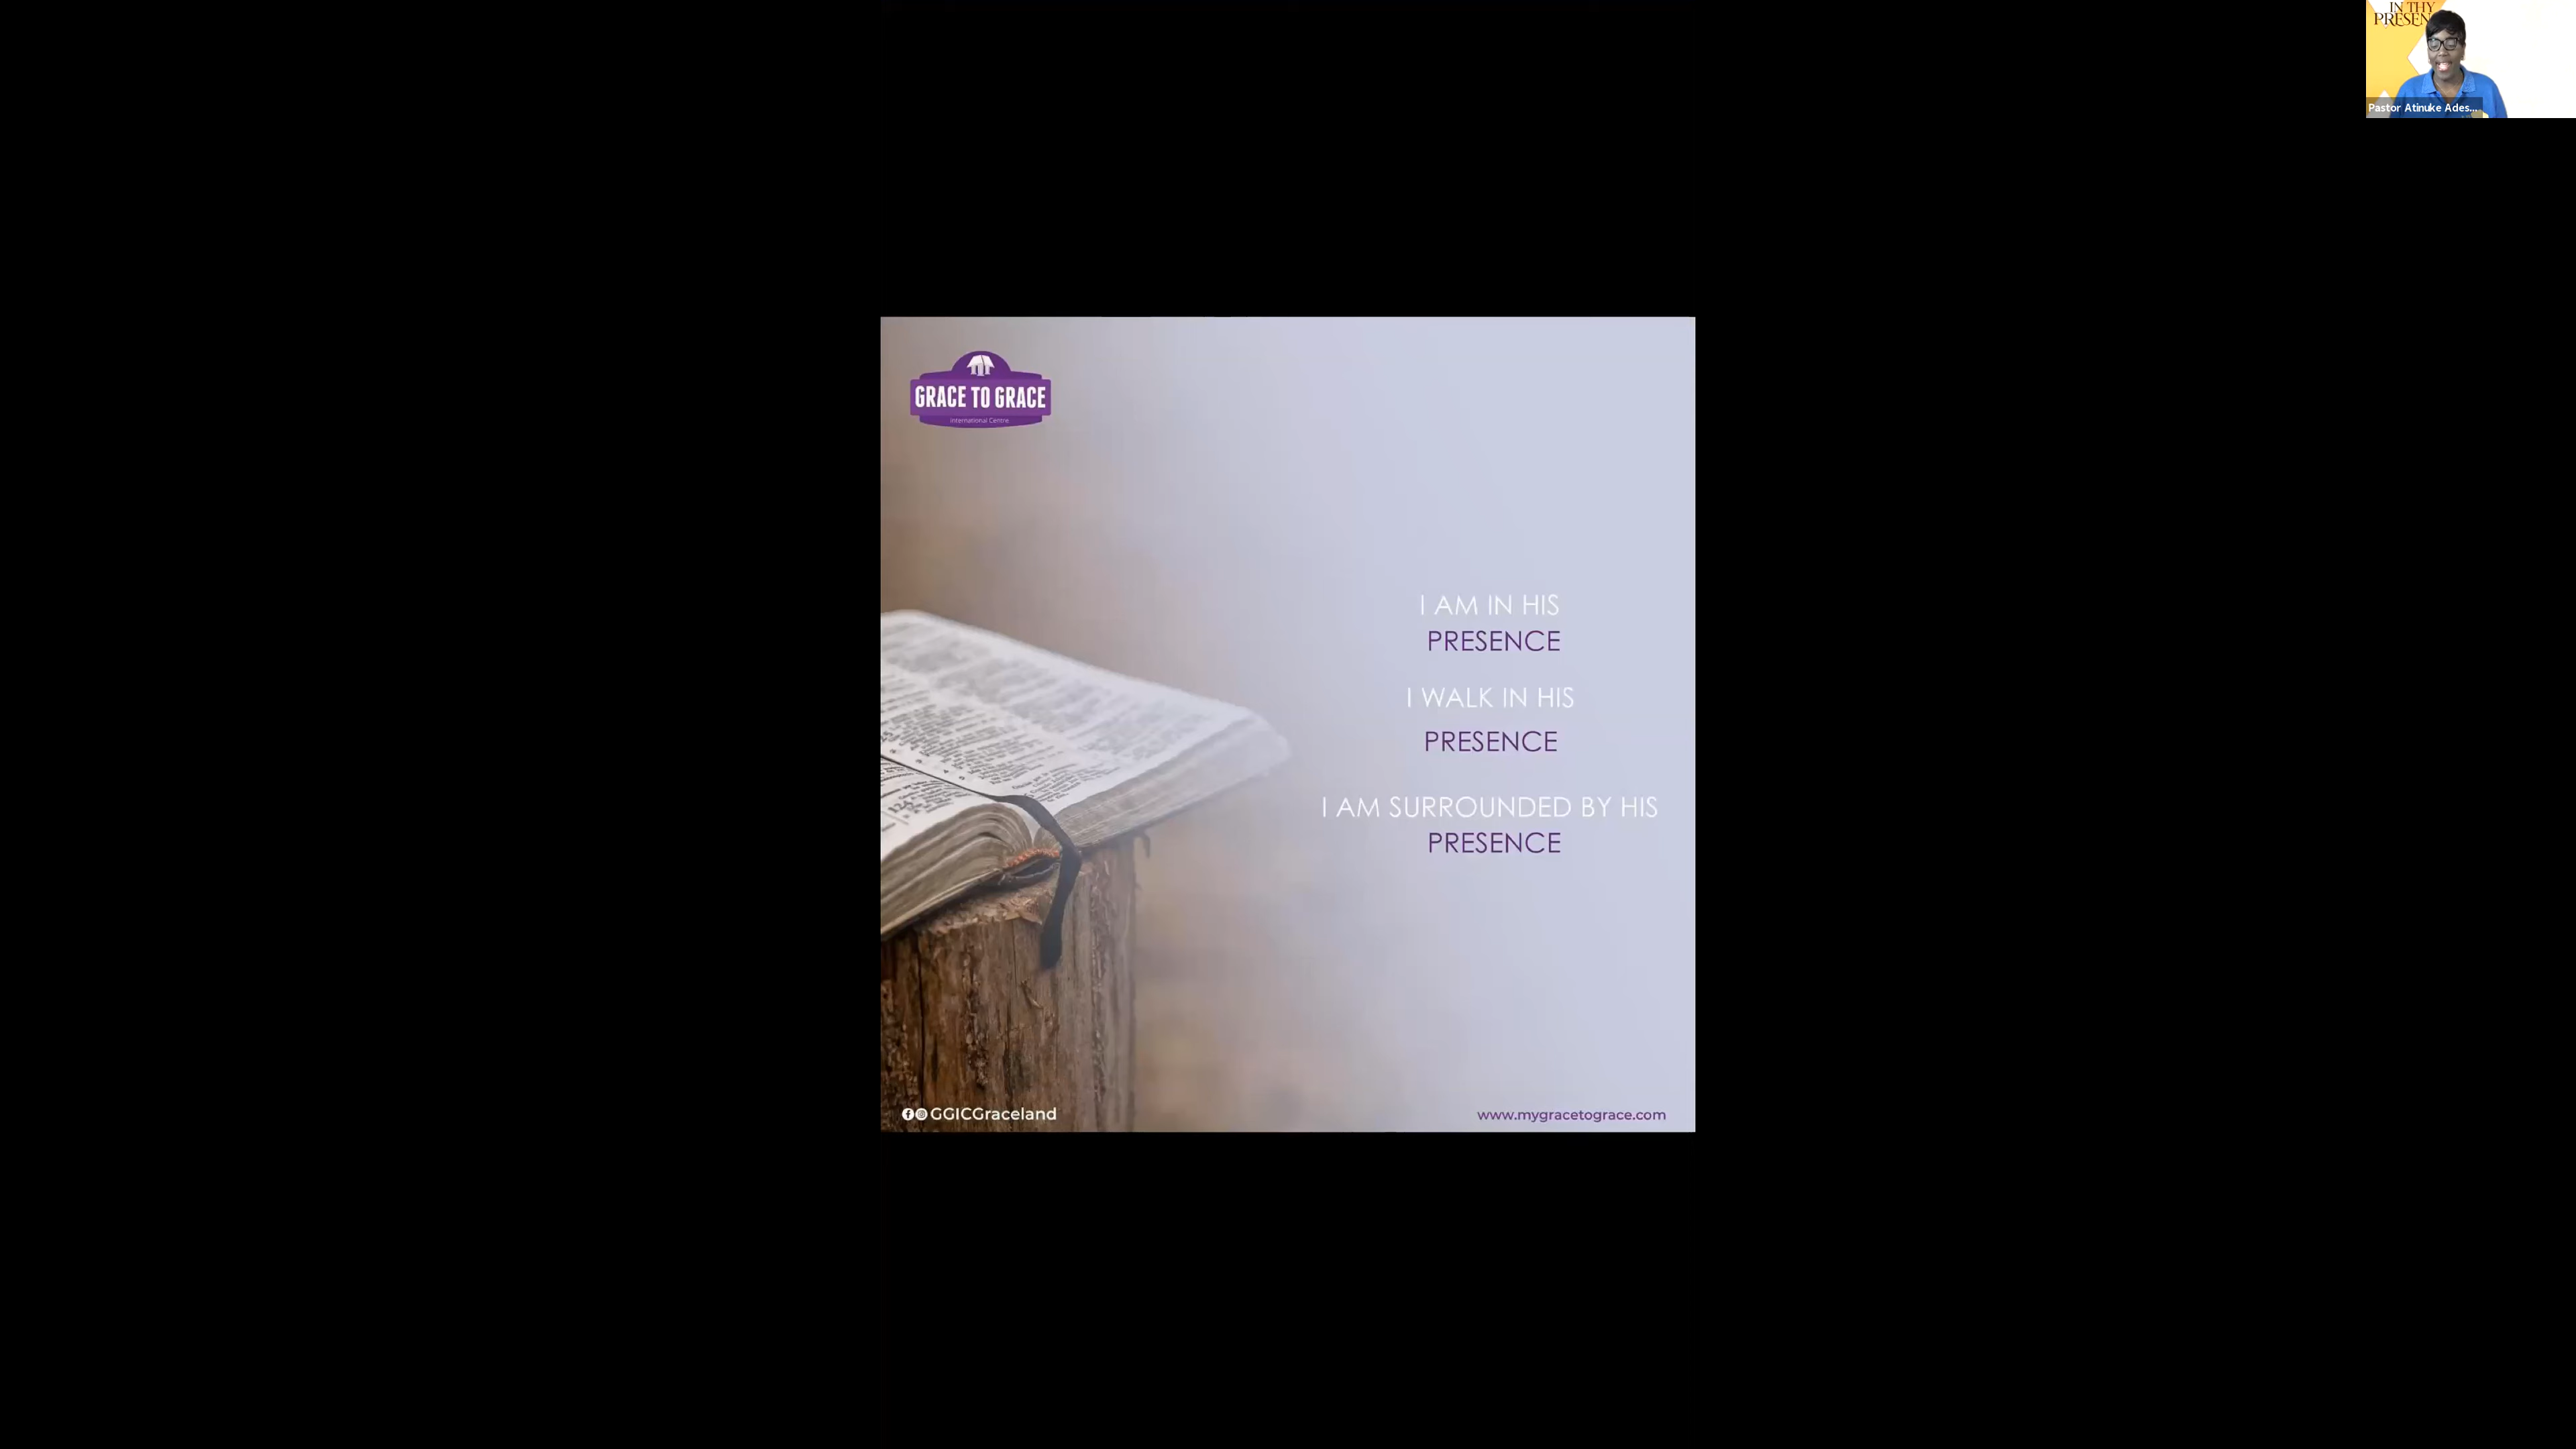 IN THY
Pastor Atinuke Ades...
GRACE TO GRACE
International Centre
I AM IN HIS
PRESENCE
I WALK IN HIS
PRESENCE
I AM SURROUNDED BY HIS
PRESENCE
GGICGraceland
www.mygracetograce.com